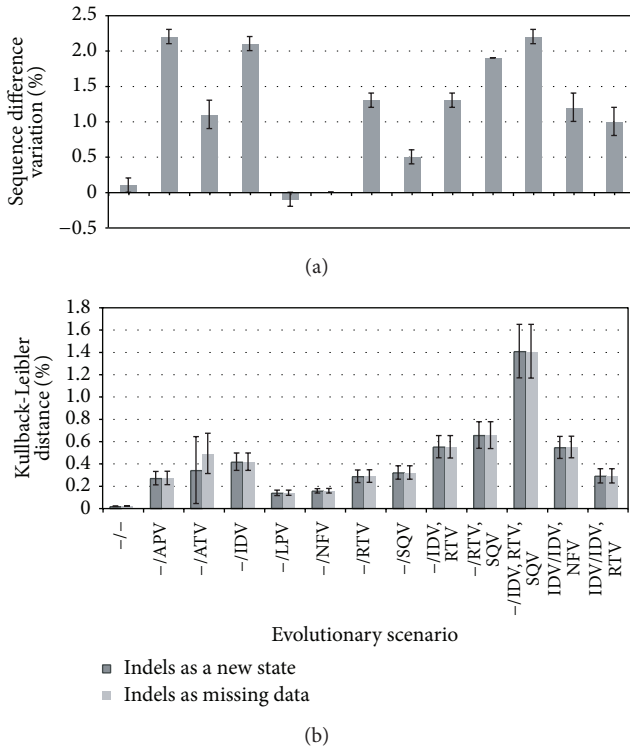 Sequence difference
variation (%)
2.5
2.0
1.5
1.0
0.5
0
−0.5
(a)
Kullback-Leibler
distance (%)
1.8
1.6
1.4
1.2
1
0.8
0.6
0.4
0.2
0
−/−
−/APV
−/ATV
−/IDV
−/LPV
−/NFV
−/RTV
−/SQV
−/IDV,
RTV
−/RTV,
SQV
−/IDV, RTV,
SQV
IDV/IDV,
NFV
IDV/IDV,
RTV
Evolutionary scenario
Indels as a new state
Indels as missing data
(b)